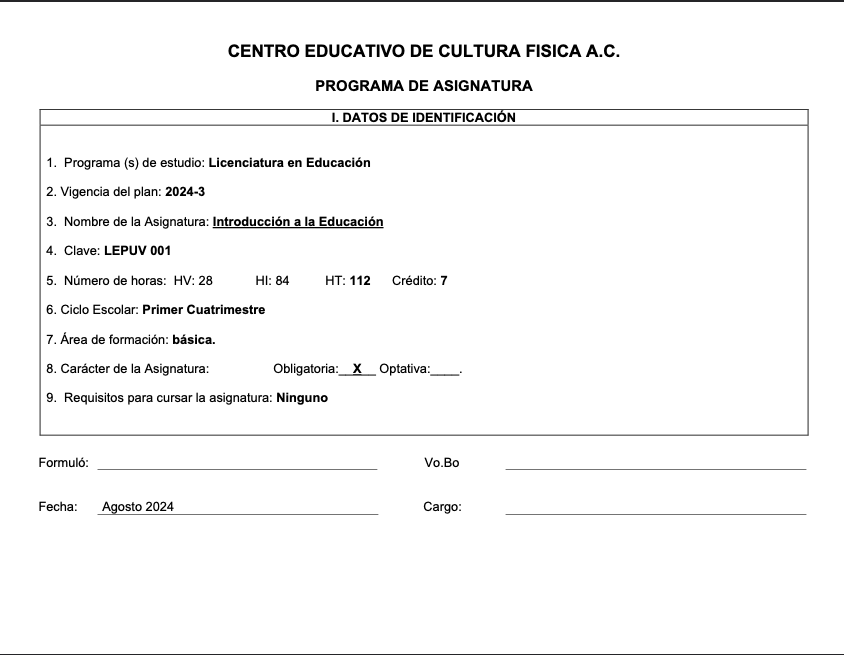 CENTRO EDUCATIVO DE CULTURA FISICA A.C.
PROGRAMA DE ASIGNATURA
I. DATOS DE IDENTIFICACIÓN
1. Programa (s) de estudio: Licenciatura en Educación
2. Vigencia del plan: 2024-3
3. Nombre de la Asignatura: Introducción a la Educación
4. Clave: LEPUV 001
5. Número de horas: HV: 28 HI: 84 HT: 112 Crédito: 7
6. Ciclo Escolar: Primer Cuatrimestre
7. Área de formación: básica.
8. Carácter de la Asignatura: Obligatoria:__X__ Optativa:____.
9. Requisitos para cursar la asignatura: Ninguno
Formuló: Vo.Bo
Fecha: Agosto 2024 Cargo: